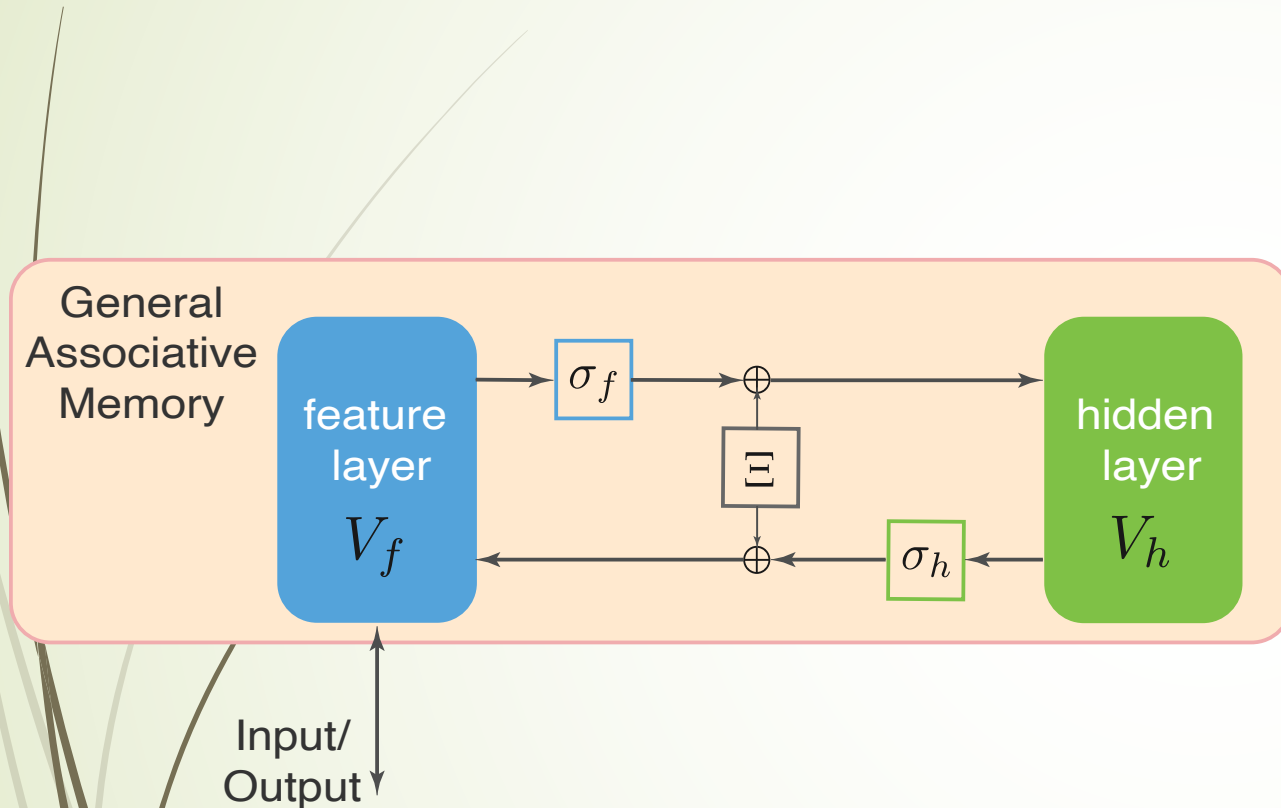 General
Associative
Memory
feature
layer
V_f
σ_f
⊕
Ξ
⊕
σ_h
hidden
layer
V_h
Input/
Output